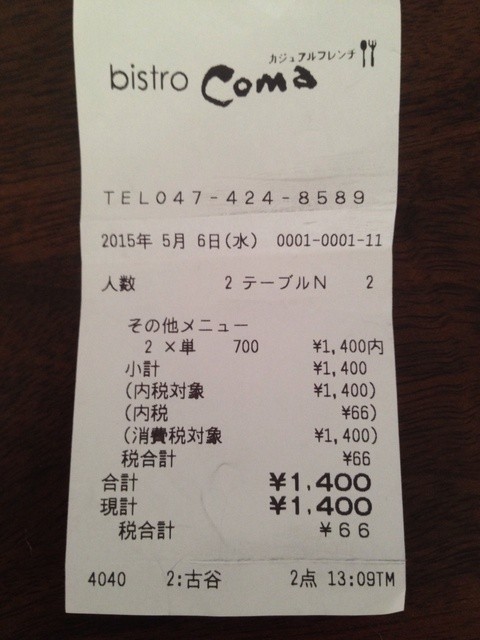 カジュアルフレンチ
bistro Coma
TEL047-424-8589
2015年 5月 6日(水) 0001-0001-11
人数 2 テーブルN 2
その他メニュー
2 ×単 700 ¥1,400内
小計 ¥1,400
(内税対象 ¥1,400)
(内税 ¥66)
(消費税対象 ¥1,400)
税合計 ¥66
合計 ¥1,400
現計 ¥1,400
税合計 ¥66
4040 2:古谷 2点 13:09TM